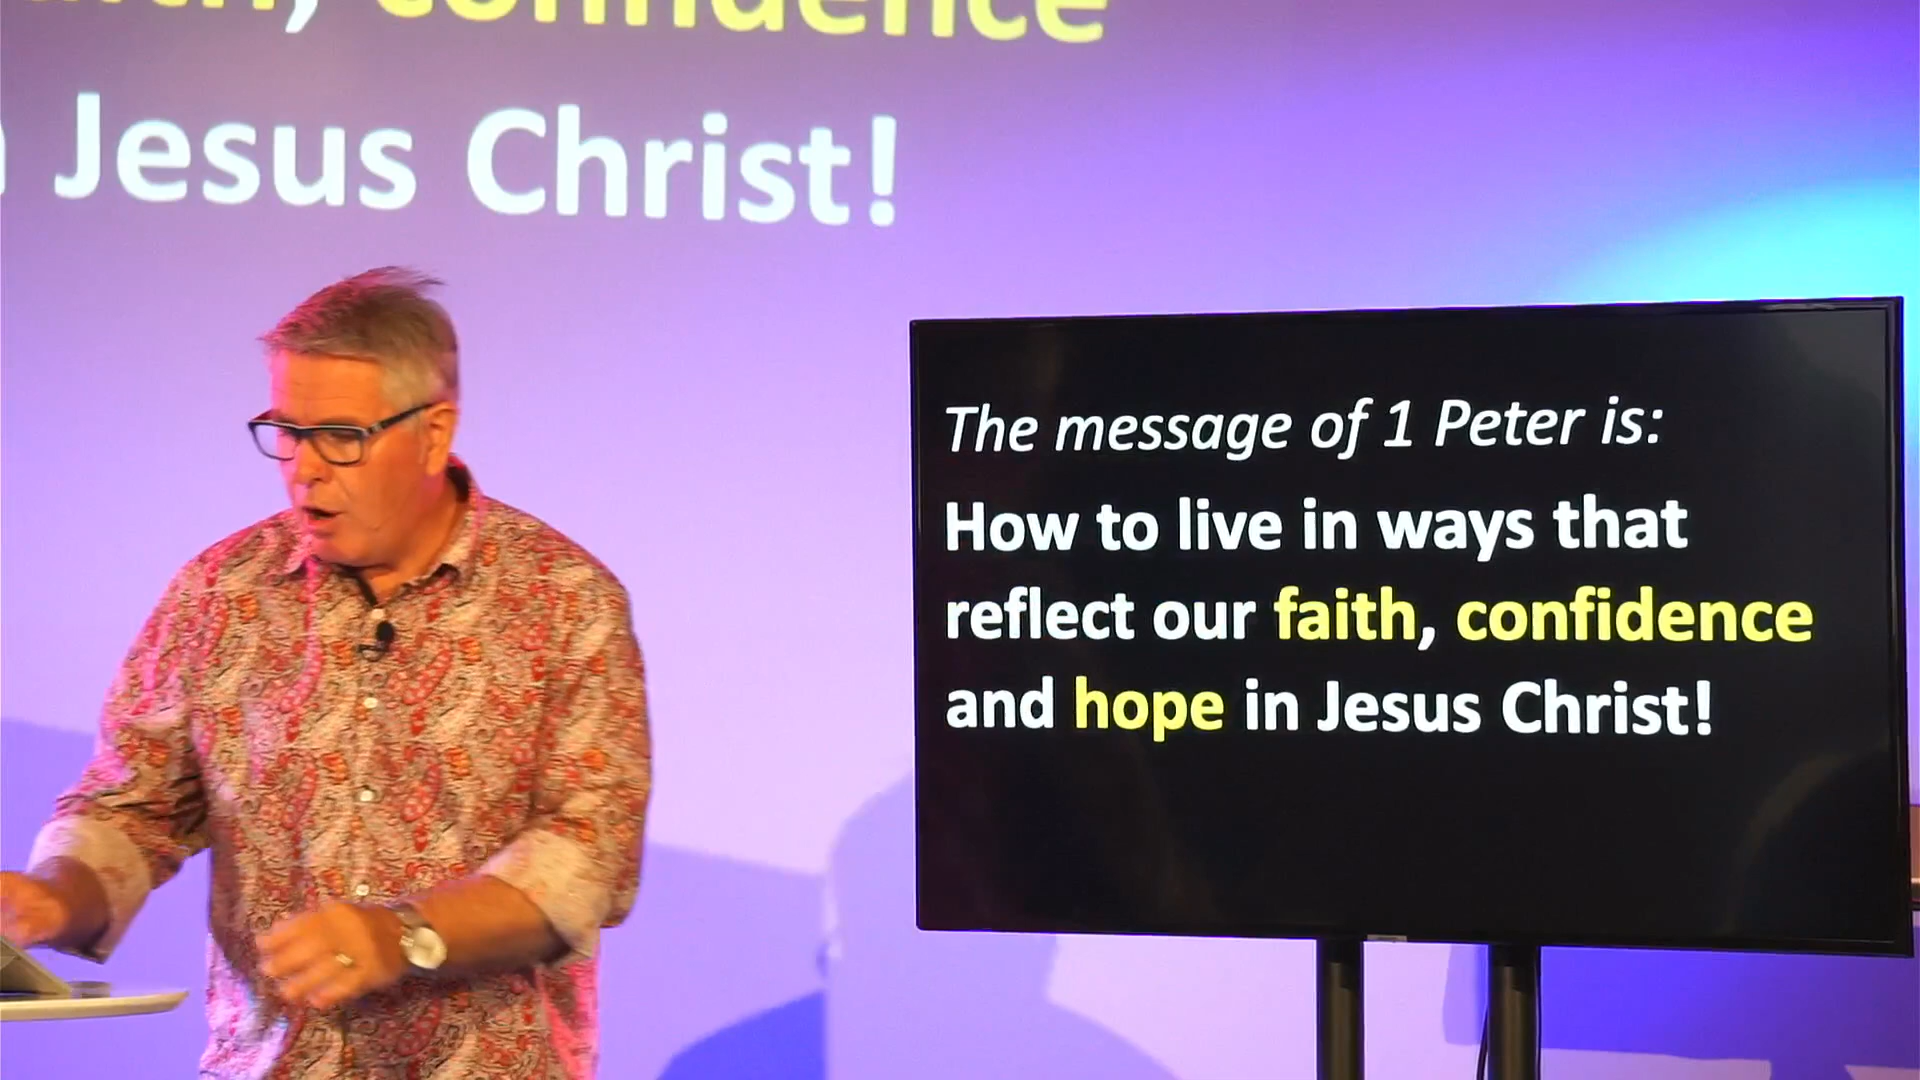 confidence
Jesus Christ!
The message of 1 Peter is:
How to live in ways that
reflect our faith, confidence
and hope in Jesus Christ!